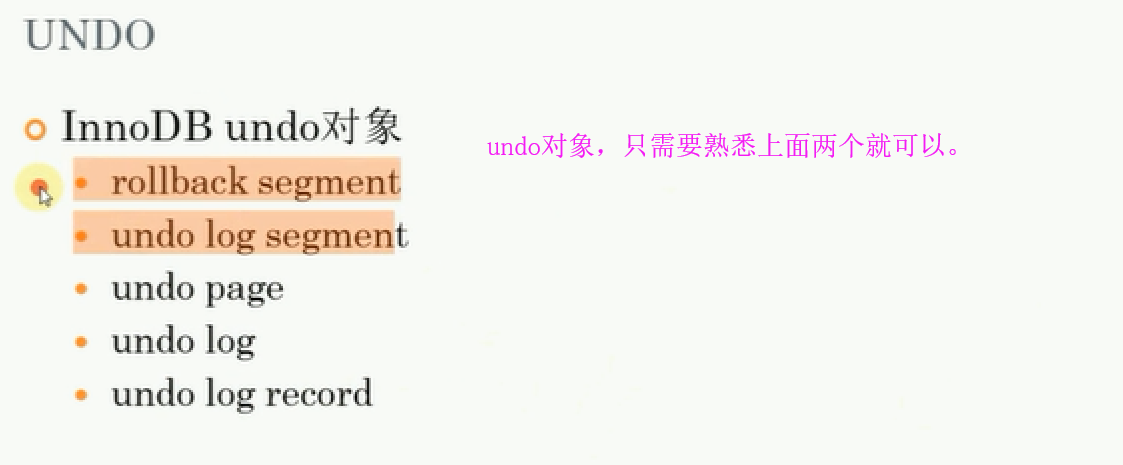 UNDO
InnoDB undo对象
undo对象，只需要熟悉上面两个就可以。
rollback segment
undo log segment
undo page
undo log
undo log record